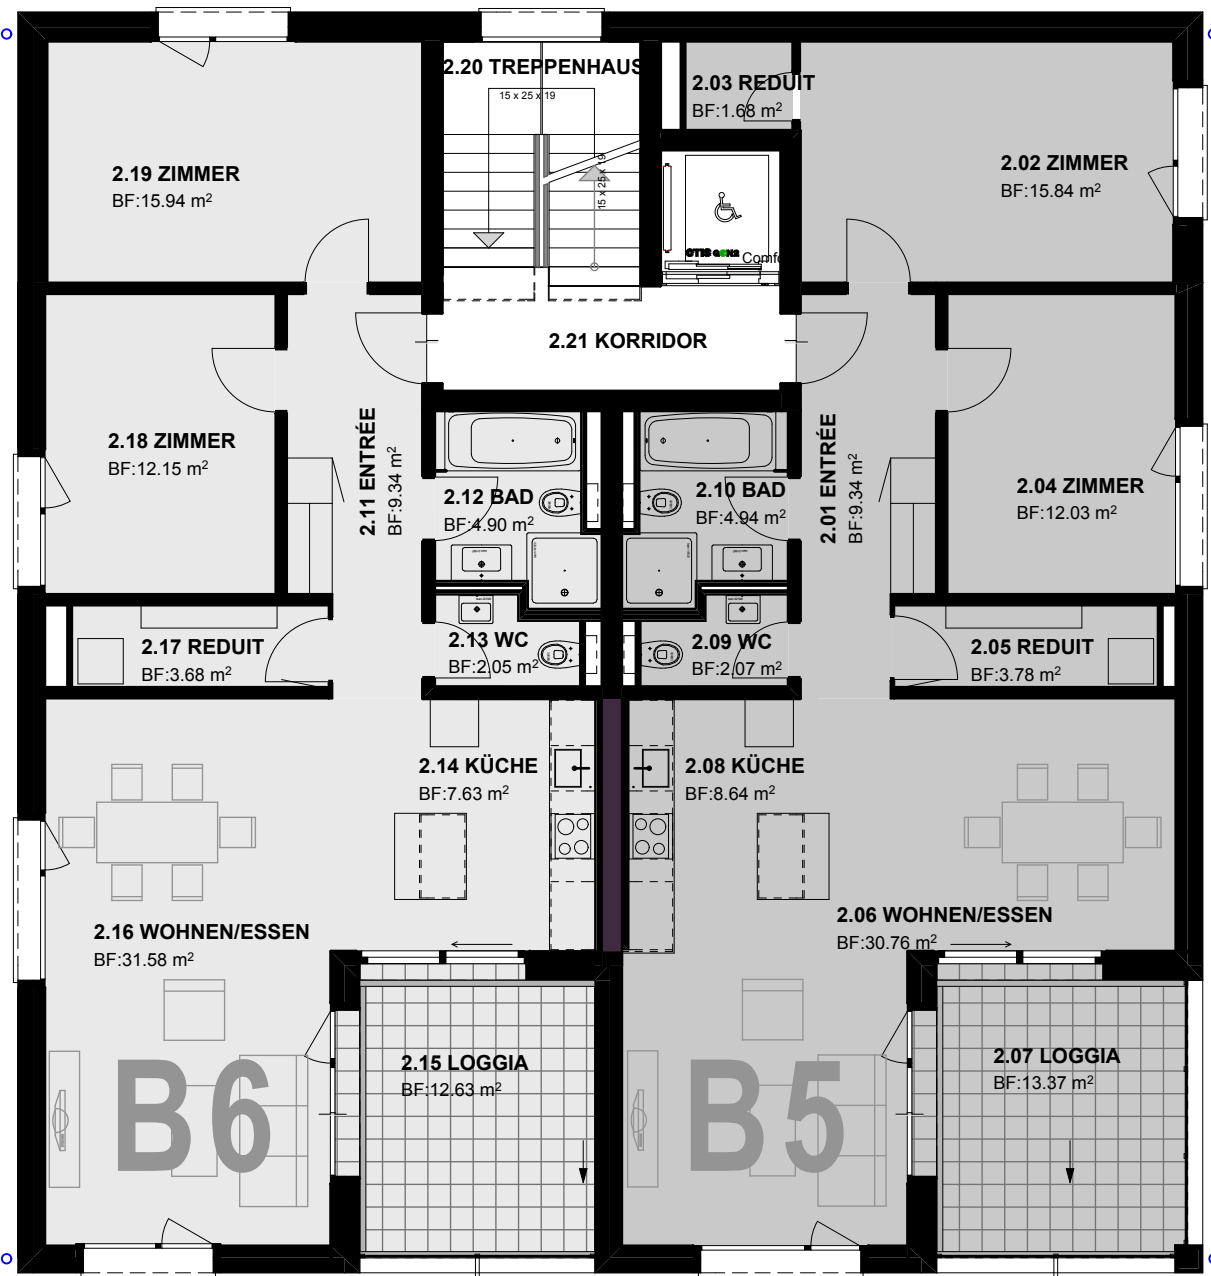 2.20 TREPPENHAUS
15 x 25 x 19
15 x 25 x 19
2.03 REDUIT
BF:1.68 m²
2.19 ZIMMER
BF:15.94 m²
2.02 ZIMMER
BF:15.84 m²
OTIS GEN2
Comfo
2.21 KORRIDOR
2.18 ZIMMER
BF:12.15 m²
2.11 ENTRÉE
BF:9.34 m²
2.12 BAD
BF:4.90 m²
2.10 BAD
BF:4.94 m²
2.01 ENTRÉE
BF:9.34 m²
2.04 ZIMMER
BF:12.03 m²
2.17 REDUIT
BF:3.68 m²
2.13 WC
BF:2.05 m²
2.09 WC
BF:2.07 m²
2.05 REDUIT
BF:3.78 m²
2.14 KÜCHE
BF:7.63 m²
2.08 KÜCHE
BF:8.64 m²
2.16 WOHNEN/ESSEN
BF:31.58 m²
2.06 WOHNEN/ESSEN
BF:30.76 m²
B6
2.15 LOGGIA
BF:12.63 m²
B5
2.07 LOGGIA
BF:13.37 m²